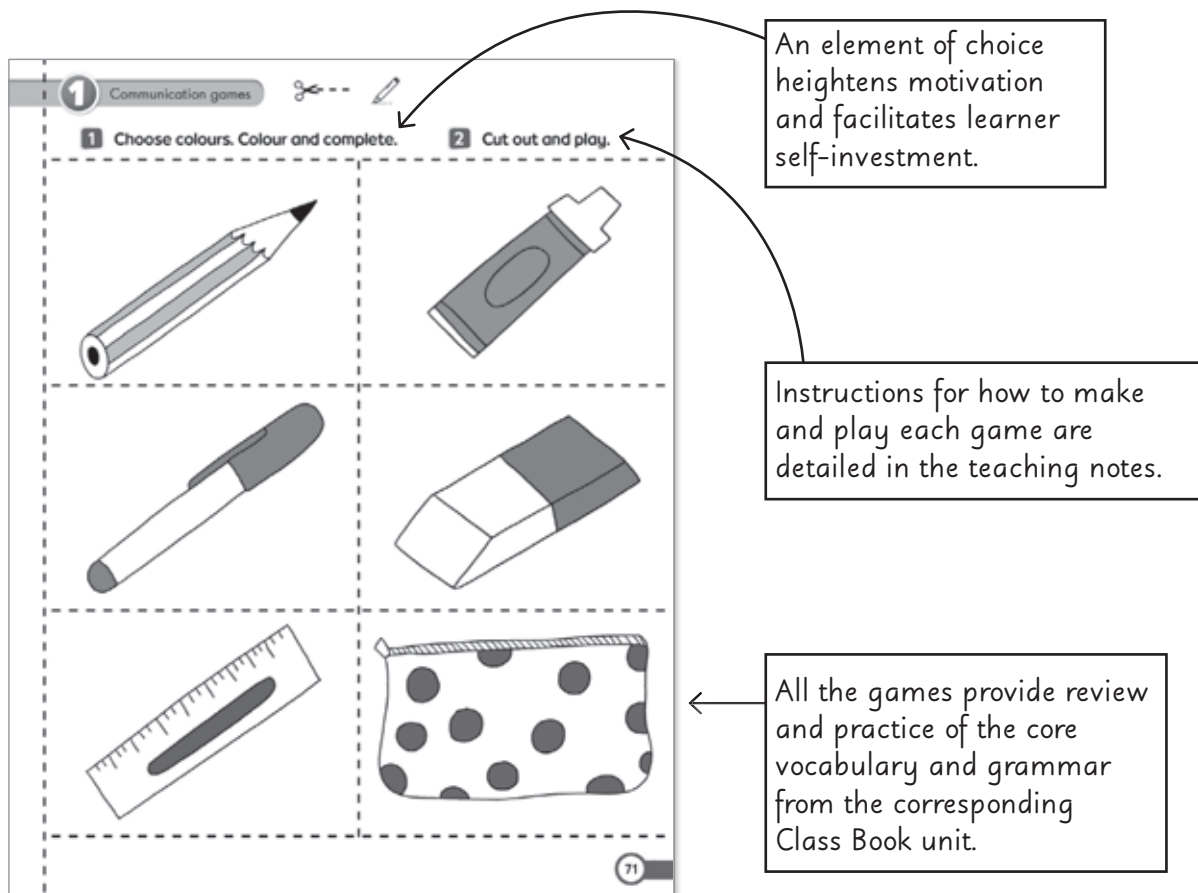 1 Communication games
1 Choose colours. Colour and complete.
2 Cut out and play.
71
An element of choice
heightens motivation
and facilitates learner
self-investment.
Instructions for how to make
and play each game are
detailed in the teaching notes.
All the games provide review
and practice of the core
vocabulary and grammar
from the corresponding
Class Book unit.